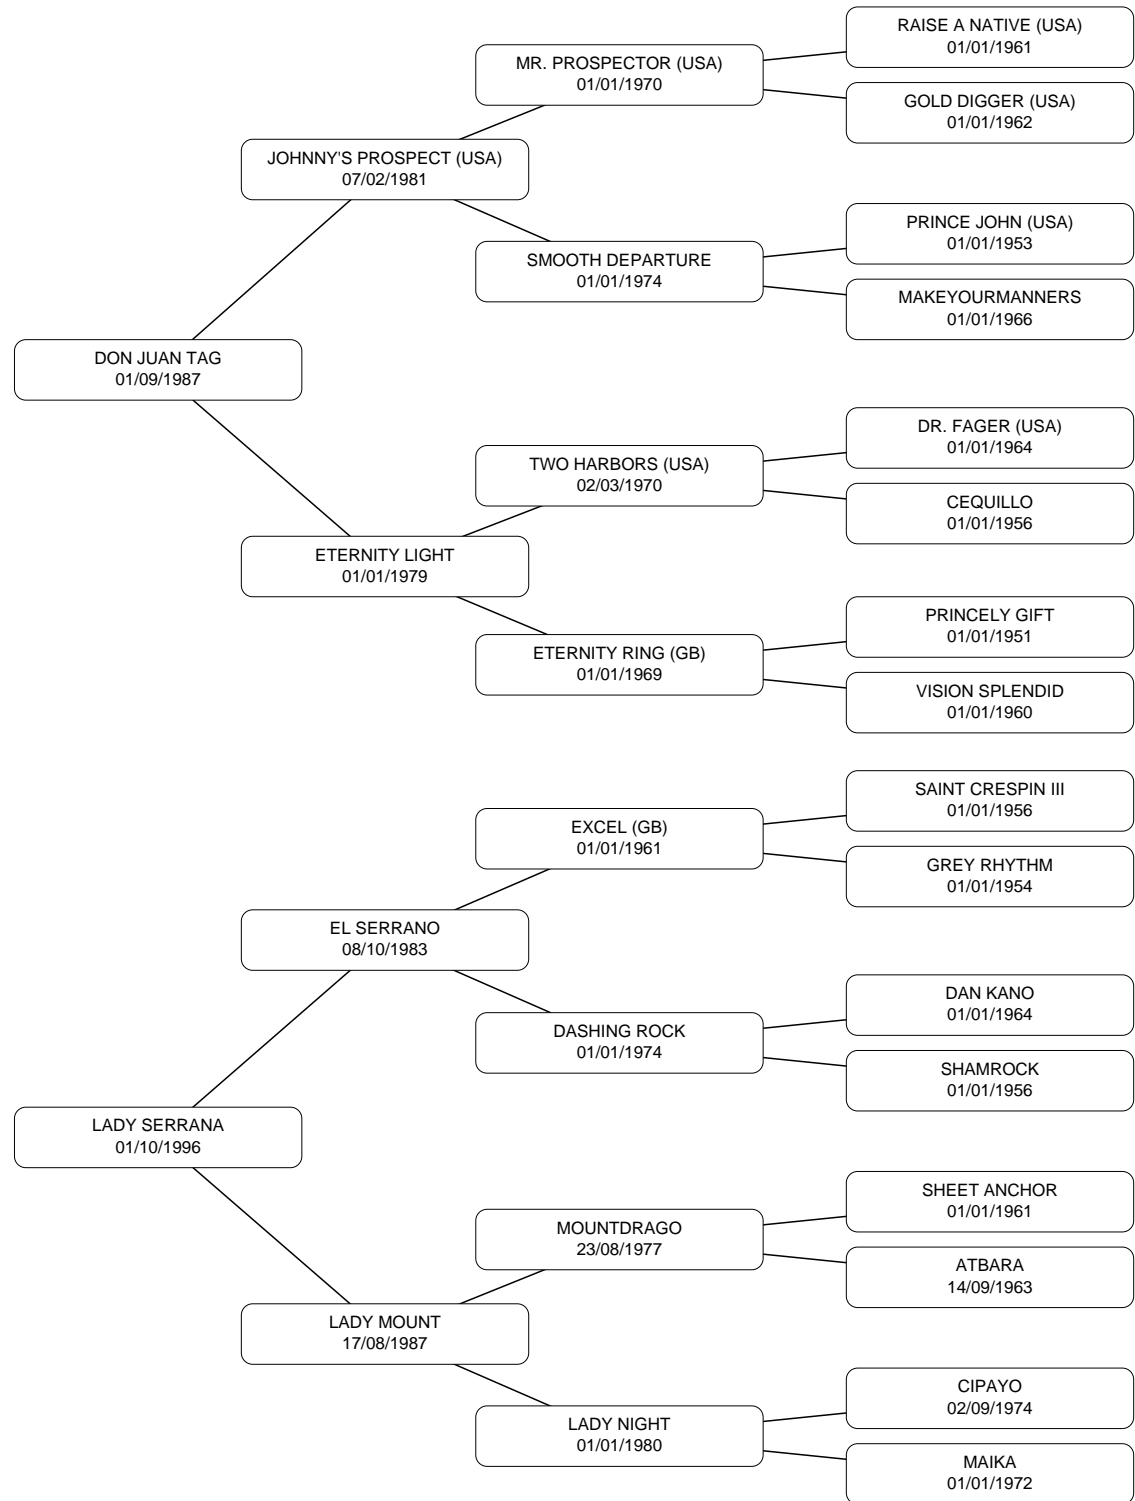 RAISE A NATIVE (USA)
01/01/1961
MR. PROSPECTOR (USA)
01/01/1970
GOLD DIGGER (USA)
01/01/1962
JOHNNY'S PROSPECT (USA)
07/02/1981
PRINCE JOHN (USA)
01/01/1953
SMOOTH DEPARTURE
01/01/1974
MAKEYOURMANNERS
01/01/1966
DON JUAN TAG
01/09/1987
DR. FAGER (USA)
01/01/1964
TWO HARBORS (USA)
02/03/1970
CEQUILLO
01/01/1956
ETERNITY LIGHT
01/01/1979
PRINCELY GIFT
01/01/1951
ETERNITY RING (GB)
01/01/1969
VISION SPLENDID
01/01/1960
SAINT CRESPIN III
01/01/1956
EXCEL (GB)
01/01/1961
GREY RHYTHM
01/01/1954
EL SERRANO
08/10/1983
DAN KANO
01/01/1964
DASHING ROCK
01/01/1974
SHAMROCK
01/01/1956
LADY SERRANA
01/10/1996
SHEET ANCHOR
01/01/1961
MOUNTDRAGO
23/08/1977
ATBARA
14/09/1963
LADY MOUNT
17/08/1987
CIPAYO
02/09/1974
LADY NIGHT
01/01/1980
MAIKA
01/01/1972